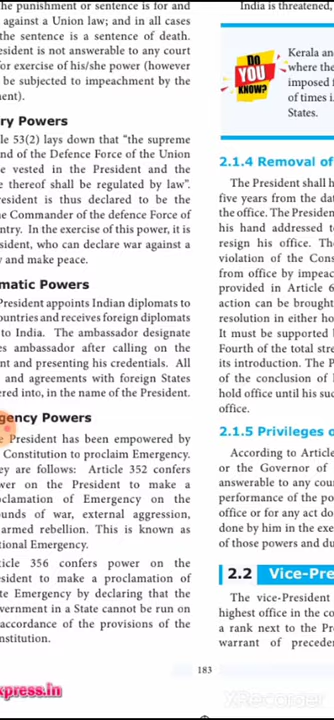 he punishment or sentence is for and
against a Union law; and in all cases
the sentence is a sentence of death.
esident is not answerable to any court
or exercise of his/she power (however
be subjected to impeachment by the
ment).
ry Powers
le 53(2) lays down that "the supreme
nd of the Defence Force of the Union
e vested in the President and the
e thereof shall be regulated by law".
resident is thus declared to be the
ne Commander of the defence Force of
ntry. In the exercise of this power, it is
sident, who can declare war against a
y and make peace.
matic Powers
President appoints Indian diplomats to
ountries and receives foreign diplomats
to India. The ambassador designate
es ambassador after calling on the
ent and presenting his credentials. All
and agreements with foreign States
ered into, in the name of the President.
gency Powers
e President has been empowered by
Constitution to proclaim Emergency.
ey are follows: Article 352 confers
wer on the President to make a
oclamation of Emergency on the
ounds of war, external aggression,
armed rebellion. This is known as
tional Emergency.
ticle 356 confers power on the
esident to make a proclamation of
te Emergency by declaring that the
vernment in a State cannot be run on
accordance of the provisions of the
nstitution.
India is threatened,
DO
YOU
KNOW?
Kerala an
where the
imposed f
of times i.
States.
2.1.4 Removal of
The President shall h
five years from the dat
the office. The Presiden
his hand addressed to
resign his office. The
violation of the Cons
from office by impeac
provided in Article 6
action can be brought
resolution in either ho
It must be supported b
Fourth of the total stre
its introduction. The P
of the conclusion of h
hold office until his suc
office.
2.1.5 Privileges o
According to Article
or the Governor of
answerable to any cou
performance of the po
office or for any act do
done by him in the exe
of those powers and du
2.2 Vice-Pre
The vice-President
highest office in the co
a rank next to the Pre
warrant of preceden
183
xpress.in
XRecorder